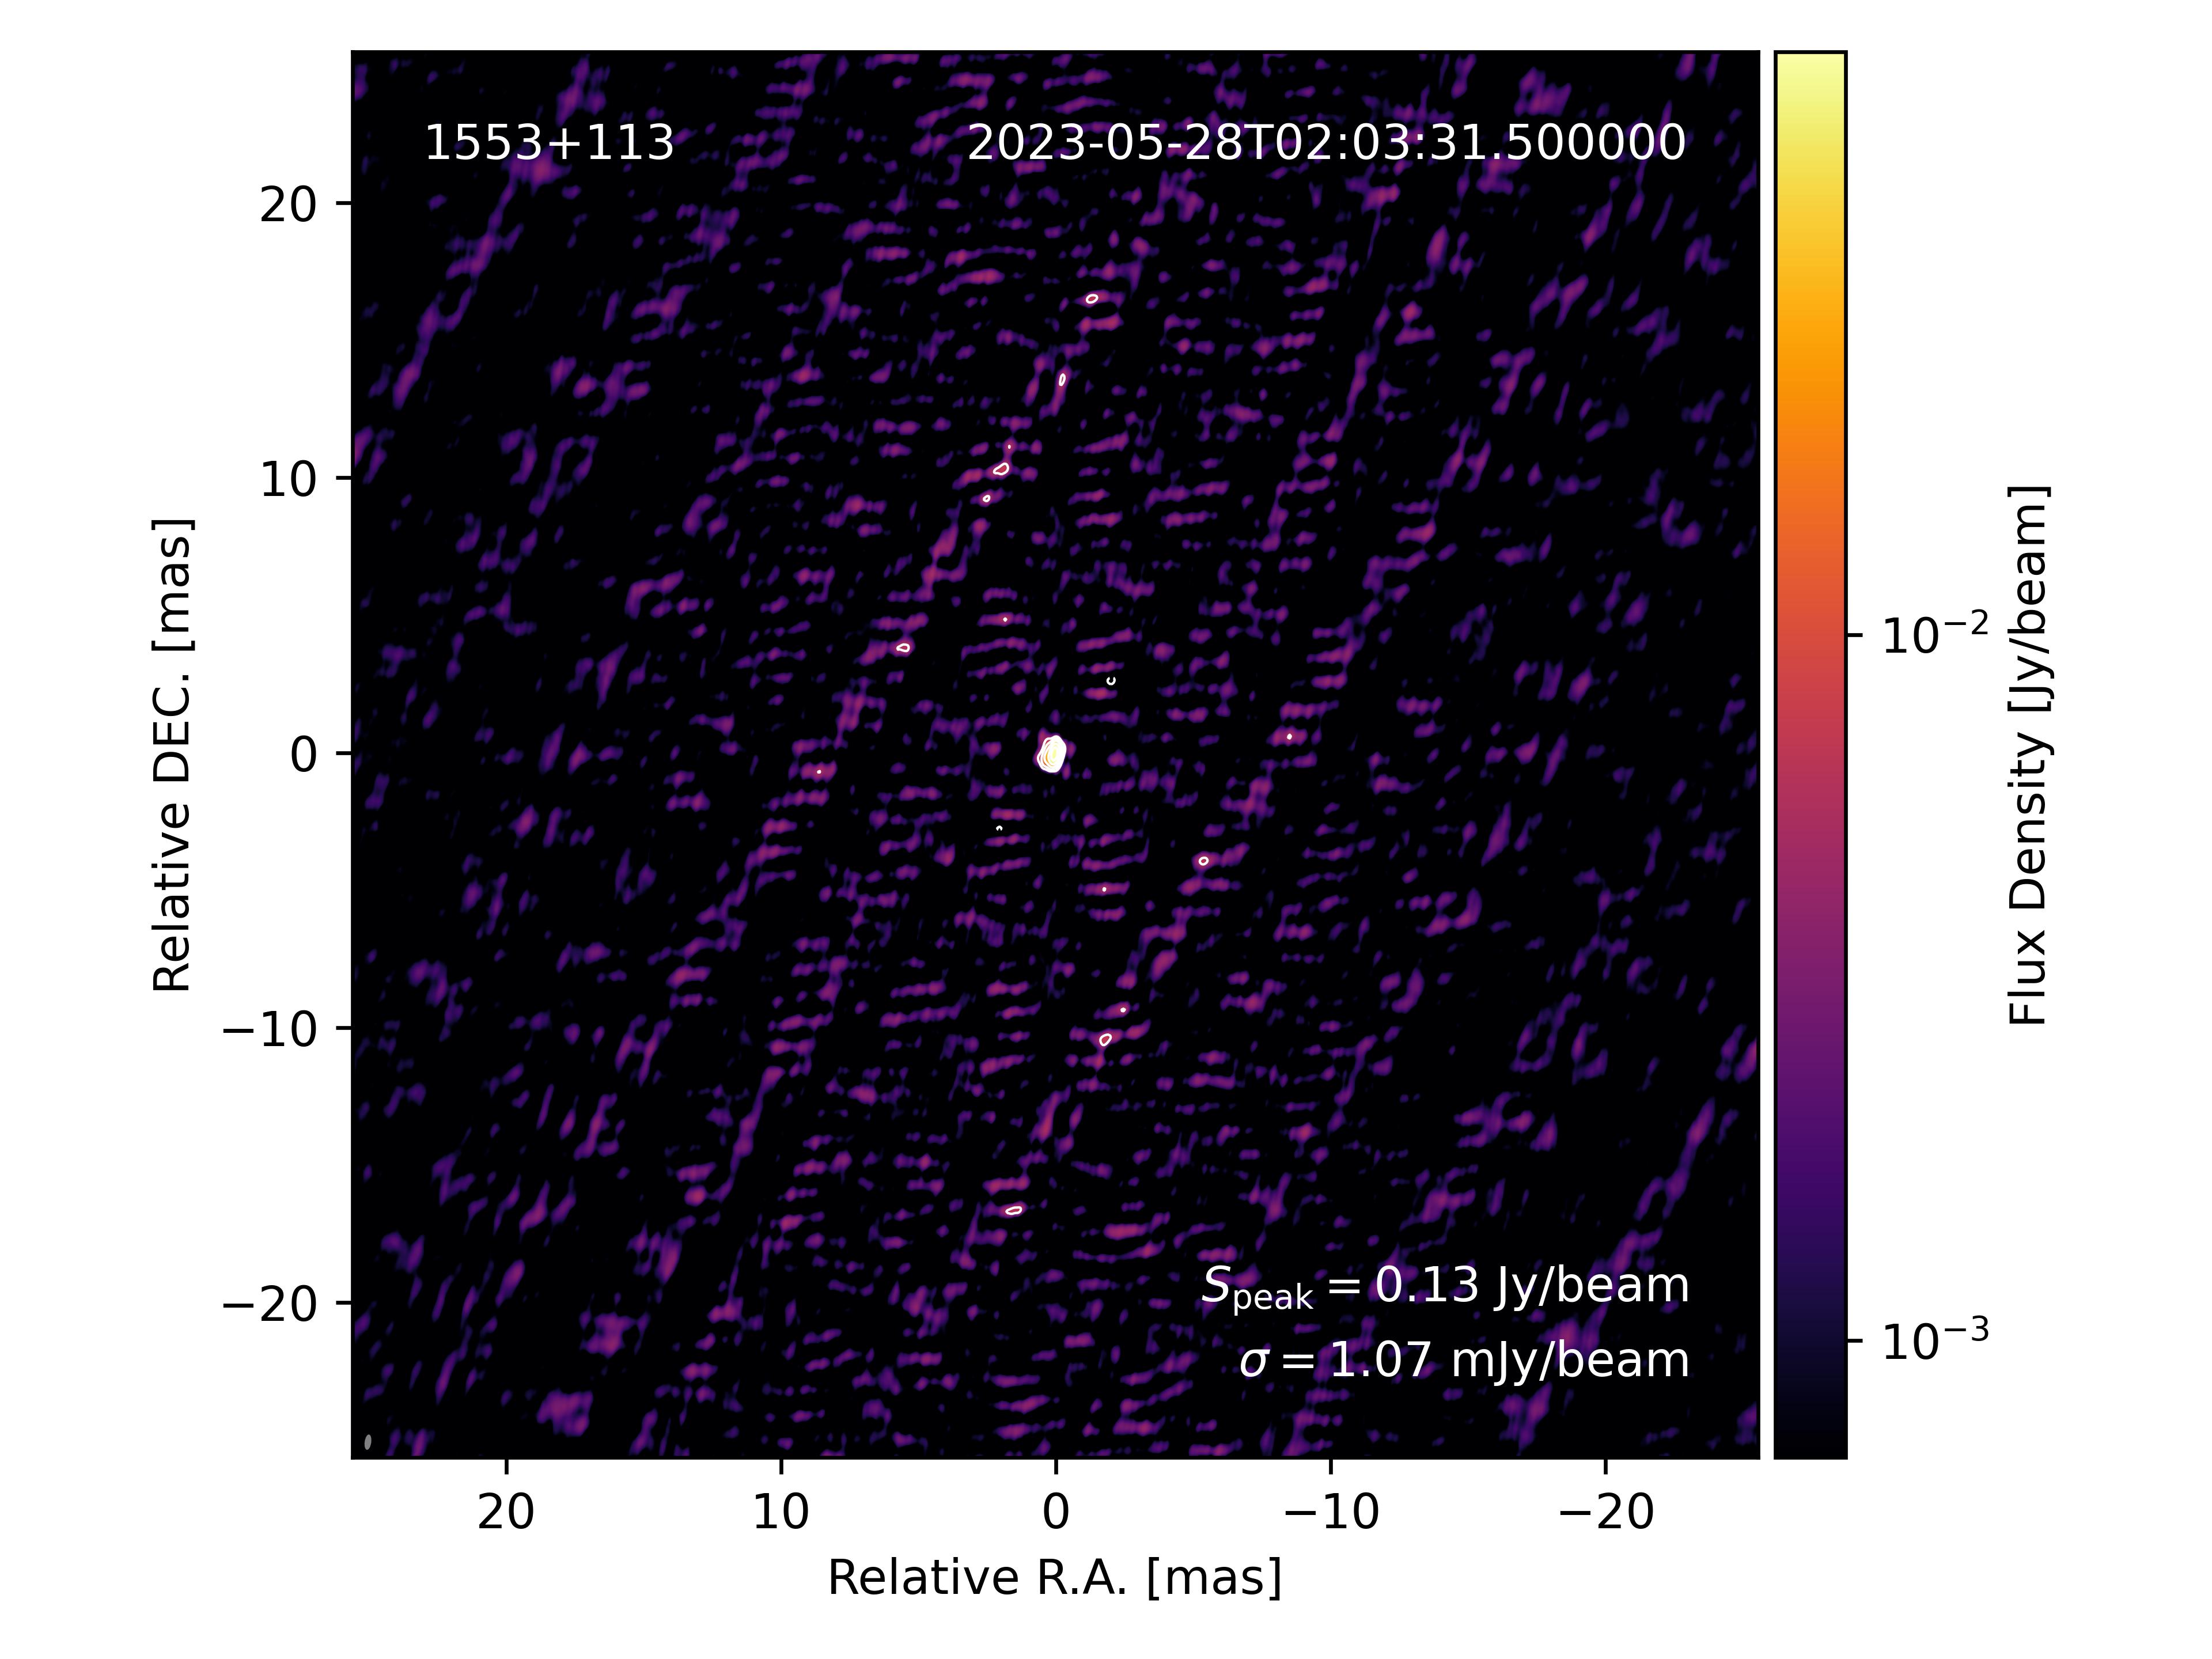 1553+113
2023-05-28T02:03:31.500000
20
10
0
−10
−20
Relative DEC. [mas]
S_peak = 0.13 Jy/beam
σ = 1.07 mJy/beam
20
10
0
−10
−20
Relative R.A. [mas]
10⁻²
10⁻³
Flux Density [Jy/beam]